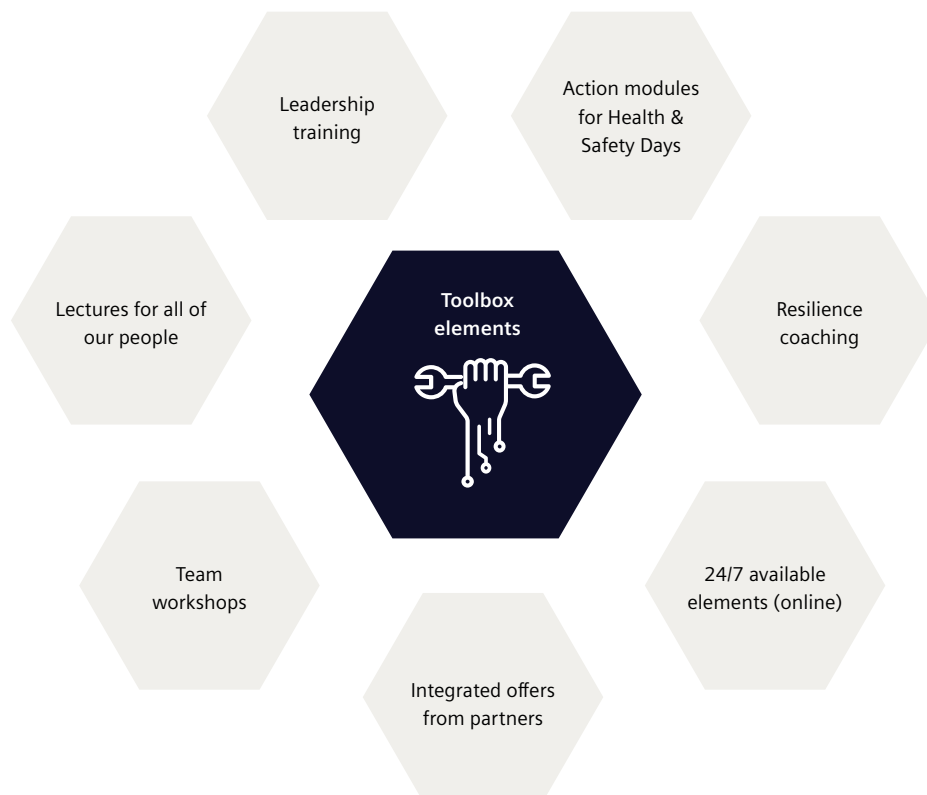 Leadership
training
Action modules
for Health &
Safety Days
Lectures for all of
our people
Toolbox
elements
Resilience
coaching
Team
workshops
24/7 available
elements (online)
Integrated offers
from partners